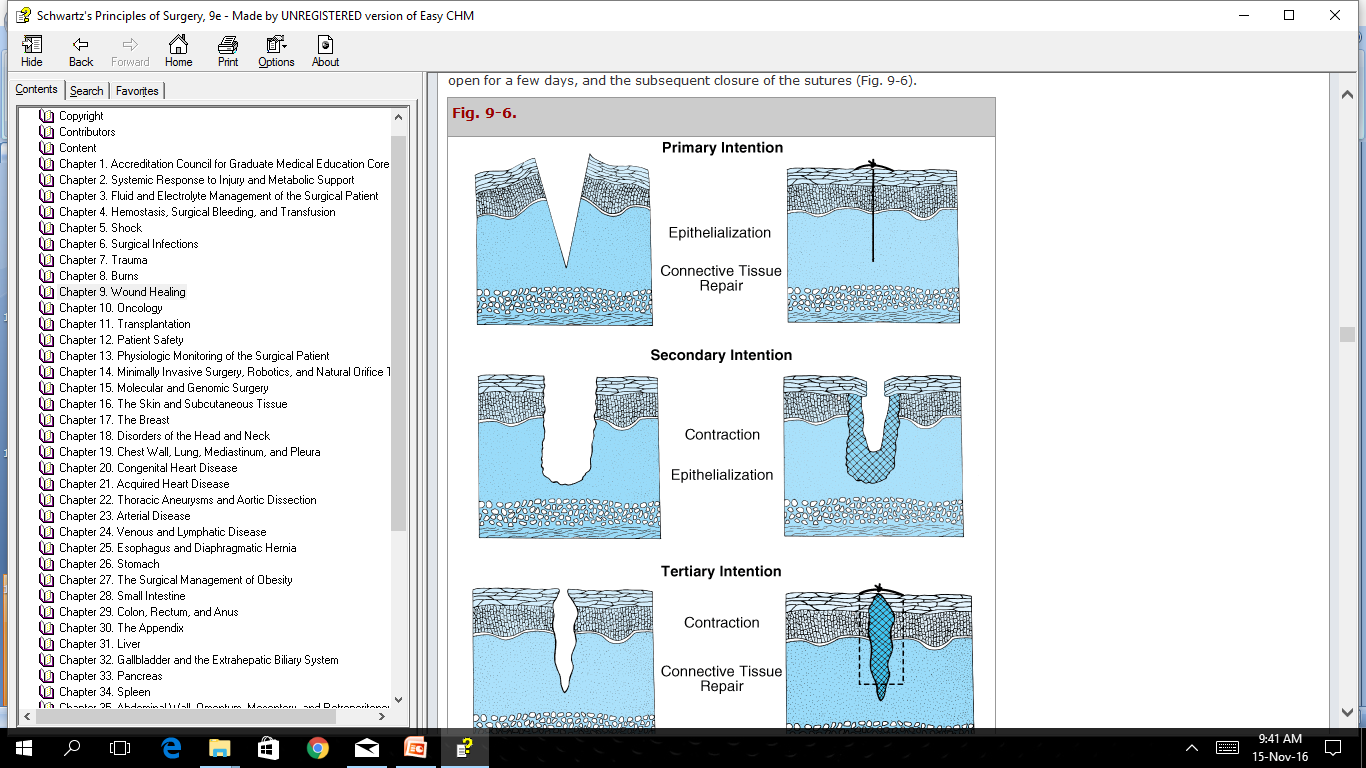 Schwartz's Principles of Surgery, 9e - Made by UNREGISTERED version of Easy CHM
Hide Back Forward Home Print Options About
Contents Search Favorites
Copyright
Contributors
Content
Chapter 1. Accreditation Council for Graduate Medical Education Core
Chapter 2. Systemic Response to Injury and Metabolic Support
Chapter 3. Fluid and Electrolyte Management of the Surgical Patient
Chapter 4. Hemostasis, Surgical Bleeding, and Transfusion
Chapter 5. Shock
Chapter 6. Surgical Infections
Chapter 7. Trauma
Chapter 8. Burns
Chapter 9. Wound Healing
Chapter 10. Oncology
Chapter 11. Transplantation
Chapter 12. Patient Safety
Chapter 13. Physiologic Monitoring of the Surgical Patient
Chapter 14. Minimally Invasive Surgery, Robotics, and Natural Orifice
Chapter 15. Molecular and Genomic Surgery
Chapter 16. The Skin and Subcutaneous Tissue
Chapter 17. The Breast
Chapter 18. Disorders of the Head and Neck
Chapter 19. Chest Wall, Lung, Mediastinum, and Pleura
Chapter 20. Congenital Heart Disease
Chapter 21. Acquired Heart Disease
Chapter 22. Thoracic Aneurysms and Aortic Dissection
Chapter 23. Arterial Disease
Chapter 24. Venous and Lymphatic Disease
Chapter 25. Esophagus and Diaphragmatic Hernia
Chapter 26. Stomach
Chapter 27. The Surgical Management of Obesity
Chapter 28. Small Intestine
Chapter 29. Colon, Rectum, and Anus
Chapter 30. The Appendix
Chapter 31. Liver
Chapter 32. Gallbladder and the Extrahepatic Biliary System
Chapter 33. Pancreas
Chapter 34. Spleen
open for a few days, and the subsequent closure of the sutures (Fig. 9-6).
Fig. 9-6.
Primary Intention
Epithelialization
Connective Tissue
Repair
Secondary Intention
Contraction
Epithelialization
Tertiary Intention
Contraction
Connective Tissue
Repair
9:41 AM
15-Nov-16